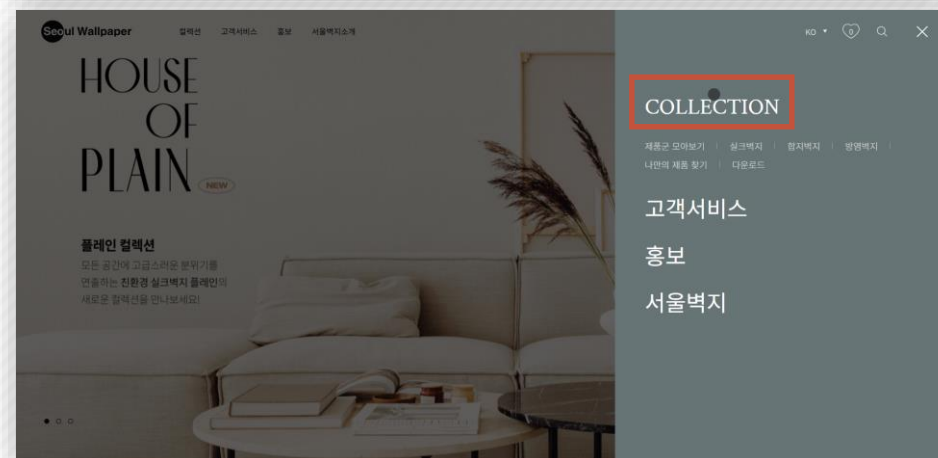 Seoul Wallpaper 컬렉션 고객서비스 홍보 서울벽지소개
KO 0
HOUSE
OF
PLAIN NEW
플레인 컬렉션
모든 공간에 고급스러운 분위기를
연출하는 친환경 실크벽지 플레인의
새로운 컬렉션을 만나보세요!
COLLECTION
제품군 모아보기 실크벽지 합지벽지 방염벽지
나만의 제품 찾기 다운로드
고객서비스
홍보
서울벽지